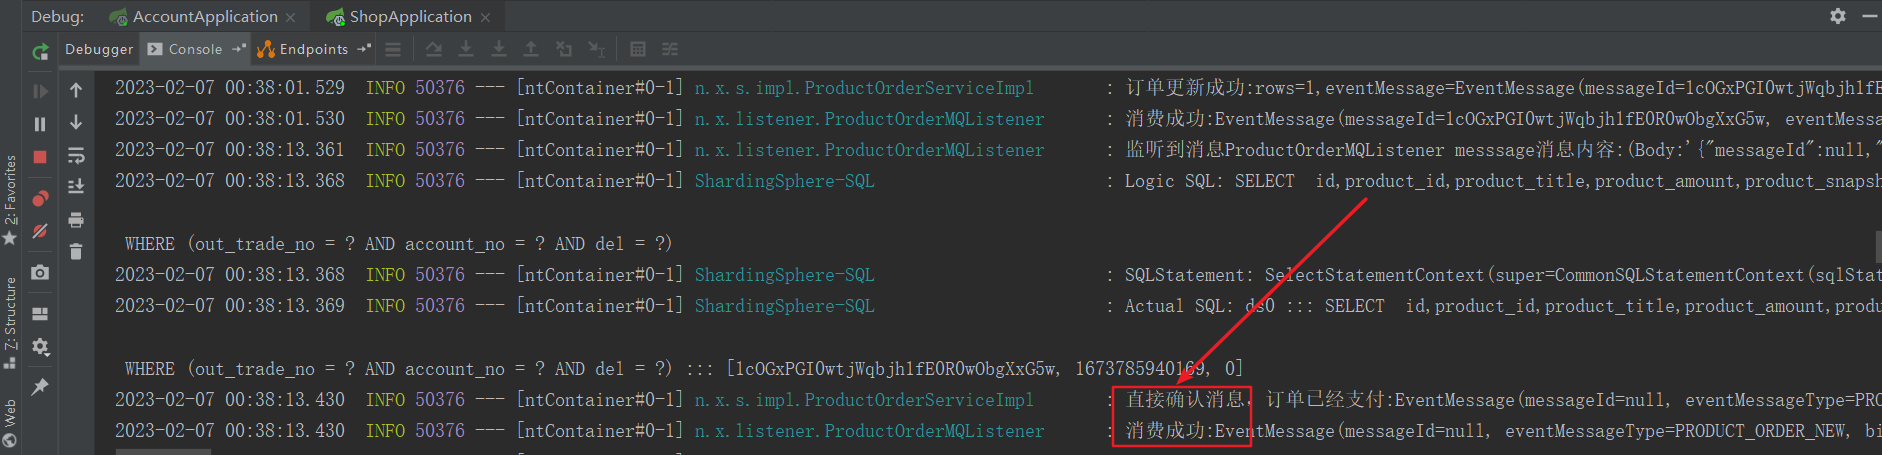 Debug: AccountApplication × ShopApplication ×
Debugger Console Endpoints
2023-02-07 00:38:01.529 INFO 50376 --- [ntContainer#0-1] n.x.s.impl.ProductOrderServiceImpl : 订单更新成功:rows=1,eventMessage=EventMessage(messageId=1cOGxPGI0wtjWqbjh1fE
2023-02-07 00:38:01.530 INFO 50376 --- [ntContainer#0-1] n.x.listener.ProductOrderMQListener : 消费成功:EventMessage(messageId=1cOGxPGI0wtjWqbjh1fE0R0wObgXxG5w, eventMessa
2023-02-07 00:38:13.361 INFO 50376 --- [ntContainer#0-1] n.x.listener.ProductOrderMQListener : 监听到消息ProductOrderMQListener messsage消息内容:(Body:'{"messageId":null,"
2023-02-07 00:38:13.368 INFO 50376 --- [ntContainer#0-1] ShardingSphere-SQL : Logic SQL: SELECT id,product_id,product_title,product_amount,product_snapsh
WHERE (out_trade_no = ? AND account_no = ? AND del = ?)
2023-02-07 00:38:13.368 INFO 50376 --- [ntContainer#0-1] ShardingSphere-SQL : SQLStatement: SelectStatementContext(super=CommonSQLStatementContext(sqlStat
2023-02-07 00:38:13.369 INFO 50376 --- [ntContainer#0-1] ShardingSphere-SQL : Actual SQL: ds0 ::: SELECT id,product_id,product_title,product_amount,produ
WHERE (out_trade_no = ? AND account_no = ? AND del = ?) ::: [1cOGxPGI0wtjWqbjh1fE0R0wObgXxG5w, 1673785940169, 0]
2023-02-07 00:38:13.430 INFO 50376 --- [ntContainer#0-1] n.x.s.impl.ProductOrderServiceImpl : 直接确认消息, 订单已经支付:EventMessage(messageId=null, eventMessageType=PRO
2023-02-07 00:38:13.430 INFO 50376 --- [ntContainer#0-1] n.x.listener.ProductOrderMQListener : 消费成功:EventMessage(messageId=null, eventMessageType=PRODUCT_ORDER_NEW, bi
2: Favorites
Z: Structure
Web